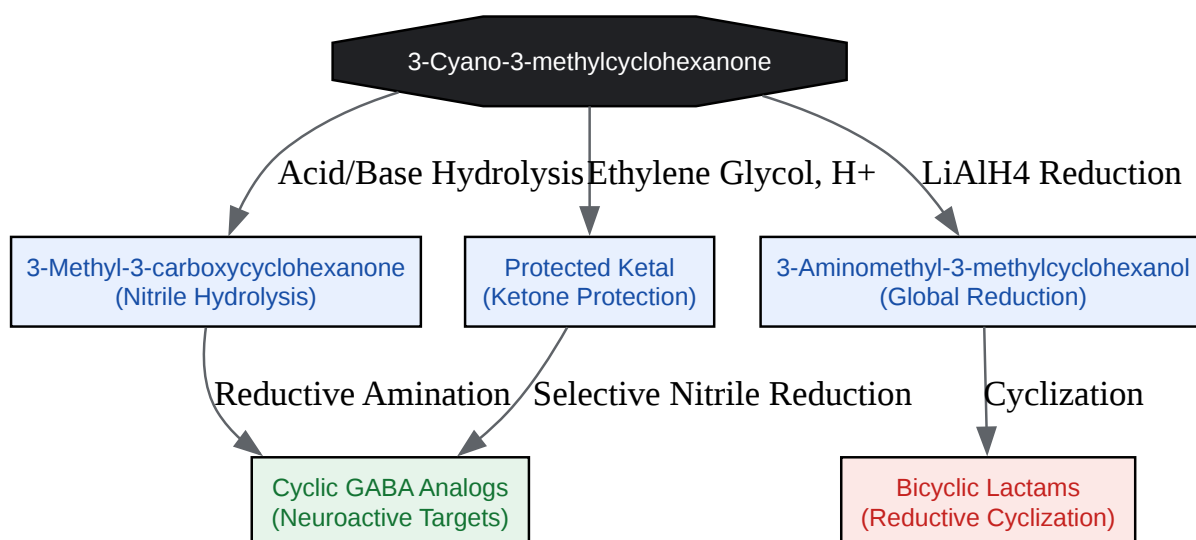 3-Cyano-3-methylcyclohexanone
Acid/Base Hydrolysis
Ethylene Glycol, H+
LiAlH4 Reduction
3-Methyl-3-carboxycyclohexanone
(Nitrile Hydrolysis)
Protected Ketal
(Ketone Protection)
3-Aminomethyl-3-methylcyclohexanol
(Global Reduction)
Reductive Amination
Selective Nitrile Reduction
Cyclization
Cyclic GABA Analogs
(Neuroactive Targets)
Bicyclic Lactams
(Reductive Cyclization)